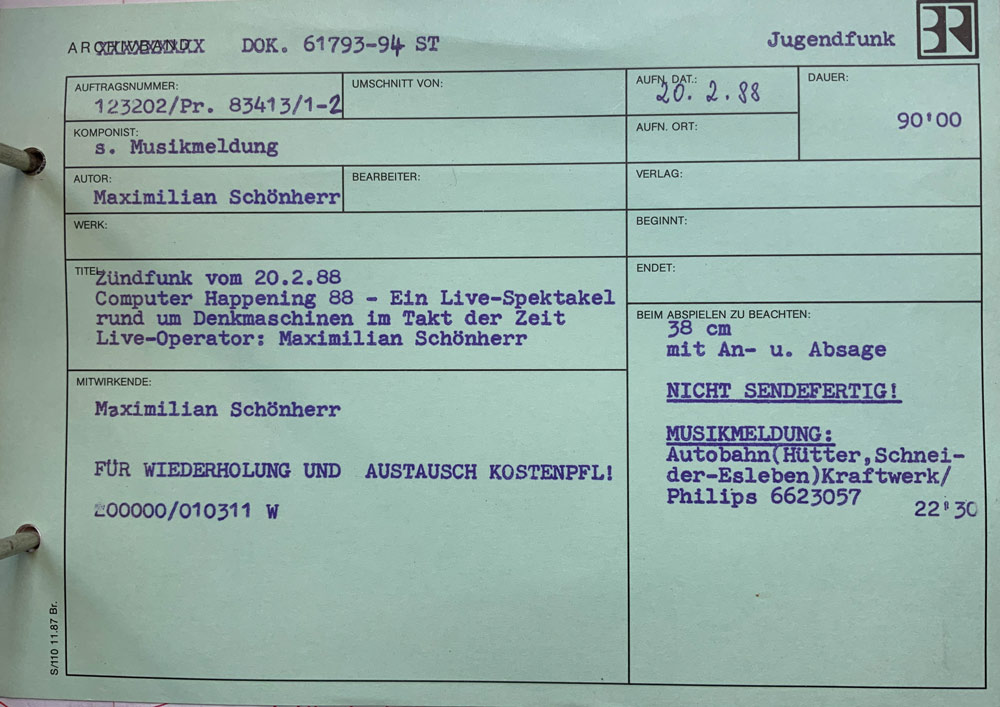 DOK. 61793-94 ST
Jugendfunk
BR
AUFTRAGSNUMMER:
123202/Pr. 83413/1-2
UMSCHNITT VON:
AUFN. DAT.:
20. 2. 88
DAUER:
90'00
KOMPONIST:
s. Musikmeldung
AUFN. ORT:
AUTOR:
Maximilian Schönherr
BEARBEITER:
VERLAG:
WERK:
BEGINNT:
TITEL
Zündfunk vom 20.2.88
Computer Happening 88 - Ein Live-Spektakel
rund um Denkmaschinen im Takt der Zeit
Live-Operator: Maximilian Schönherr
ENDET:
BEIM ABSPIELEN ZU BEACHTEN:
38 cm
mit An- u. Absage
NICHT SENDEFERTIG!
MUSIKMELDUNG:
Autobahn(Hütter,Schnei-
der-Esleben)Kraftwerk/
Philips 6623057
22'30
MITWIRKENDE:
Maximilian Schönherr
FÜR WIEDERHOLUNG UND AUSTAUSCH KOSTENPFL!
200000/010311 W
S/110 11.87 Br.